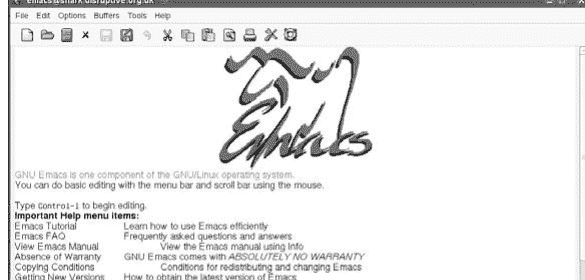 emacs@shark.disruptive.org.uk
File Edit Options Buffers Tools Help
Emacs
GNU Emacs is one component of the GNU/Linux operating system.
You can do basic editing with the menu bar and scroll bar using the mouse.
Type Control-l to begin editing.
Important Help menu items:
Emacs Tutorial Learn how to use Emacs efficiently
Emacs FAQ Frequently asked questions and answers
View Emacs Manual View the Emacs manual using Info
Absence of Warranty GNU Emacs comes with ABSOLUTELY NO WARRANTY
Copying Conditions Conditions for redistributing and changing Emacs
Getting New Versions How to obtain the latest version of Emacs